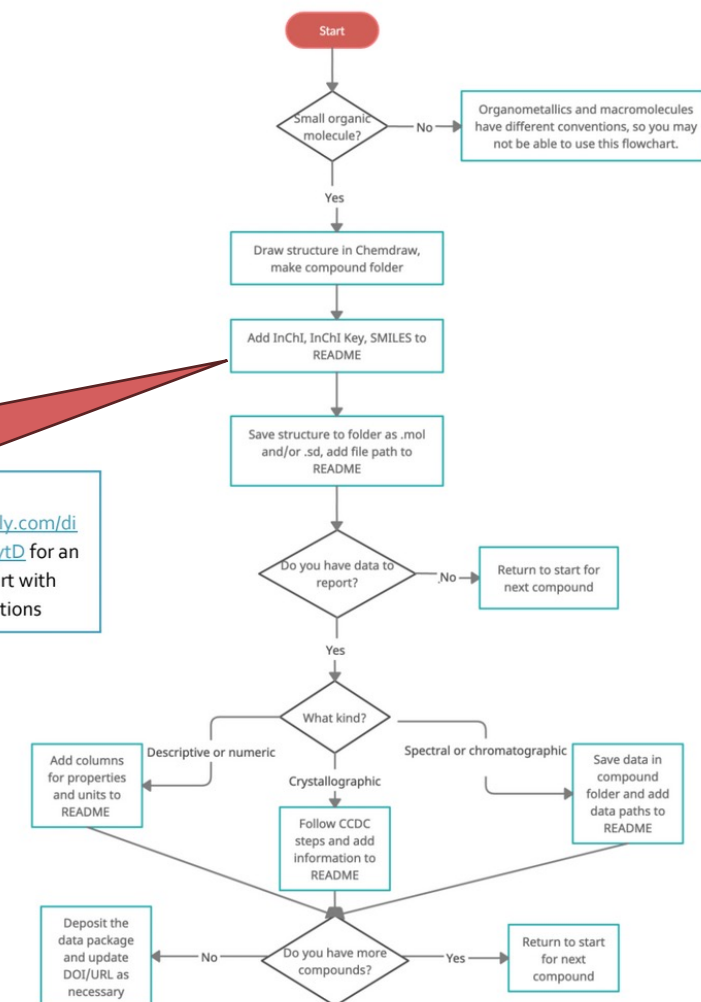 Start
Small organic
molecule?
No
Organometallics and macromolecules
have different conventions, so you may
not be able to use this flowchart.
Yes
Draw structure in Chemdraw,
make compound folder
Add InChI, InChI Key, SMILES to
README
Save structure to folder as .mol
and/or .sd, add file path to
README
ly.com/di
ytD for an
rt with
tions
Do you have data to
report?
No
Return to start for
next compound
Yes
What kind?
Descriptive or numeric
Spectral or chromatographic
Crystallographic
Add columns
for properties
and units to
README
Follow CCDC
steps and add
information to
README
Save data in
compound
folder and add
data paths to
README
Do you have more
compounds?
No
Deposit the
data package
and update
DOI/URL as
necessary
Yes
Return to start
for next
compound